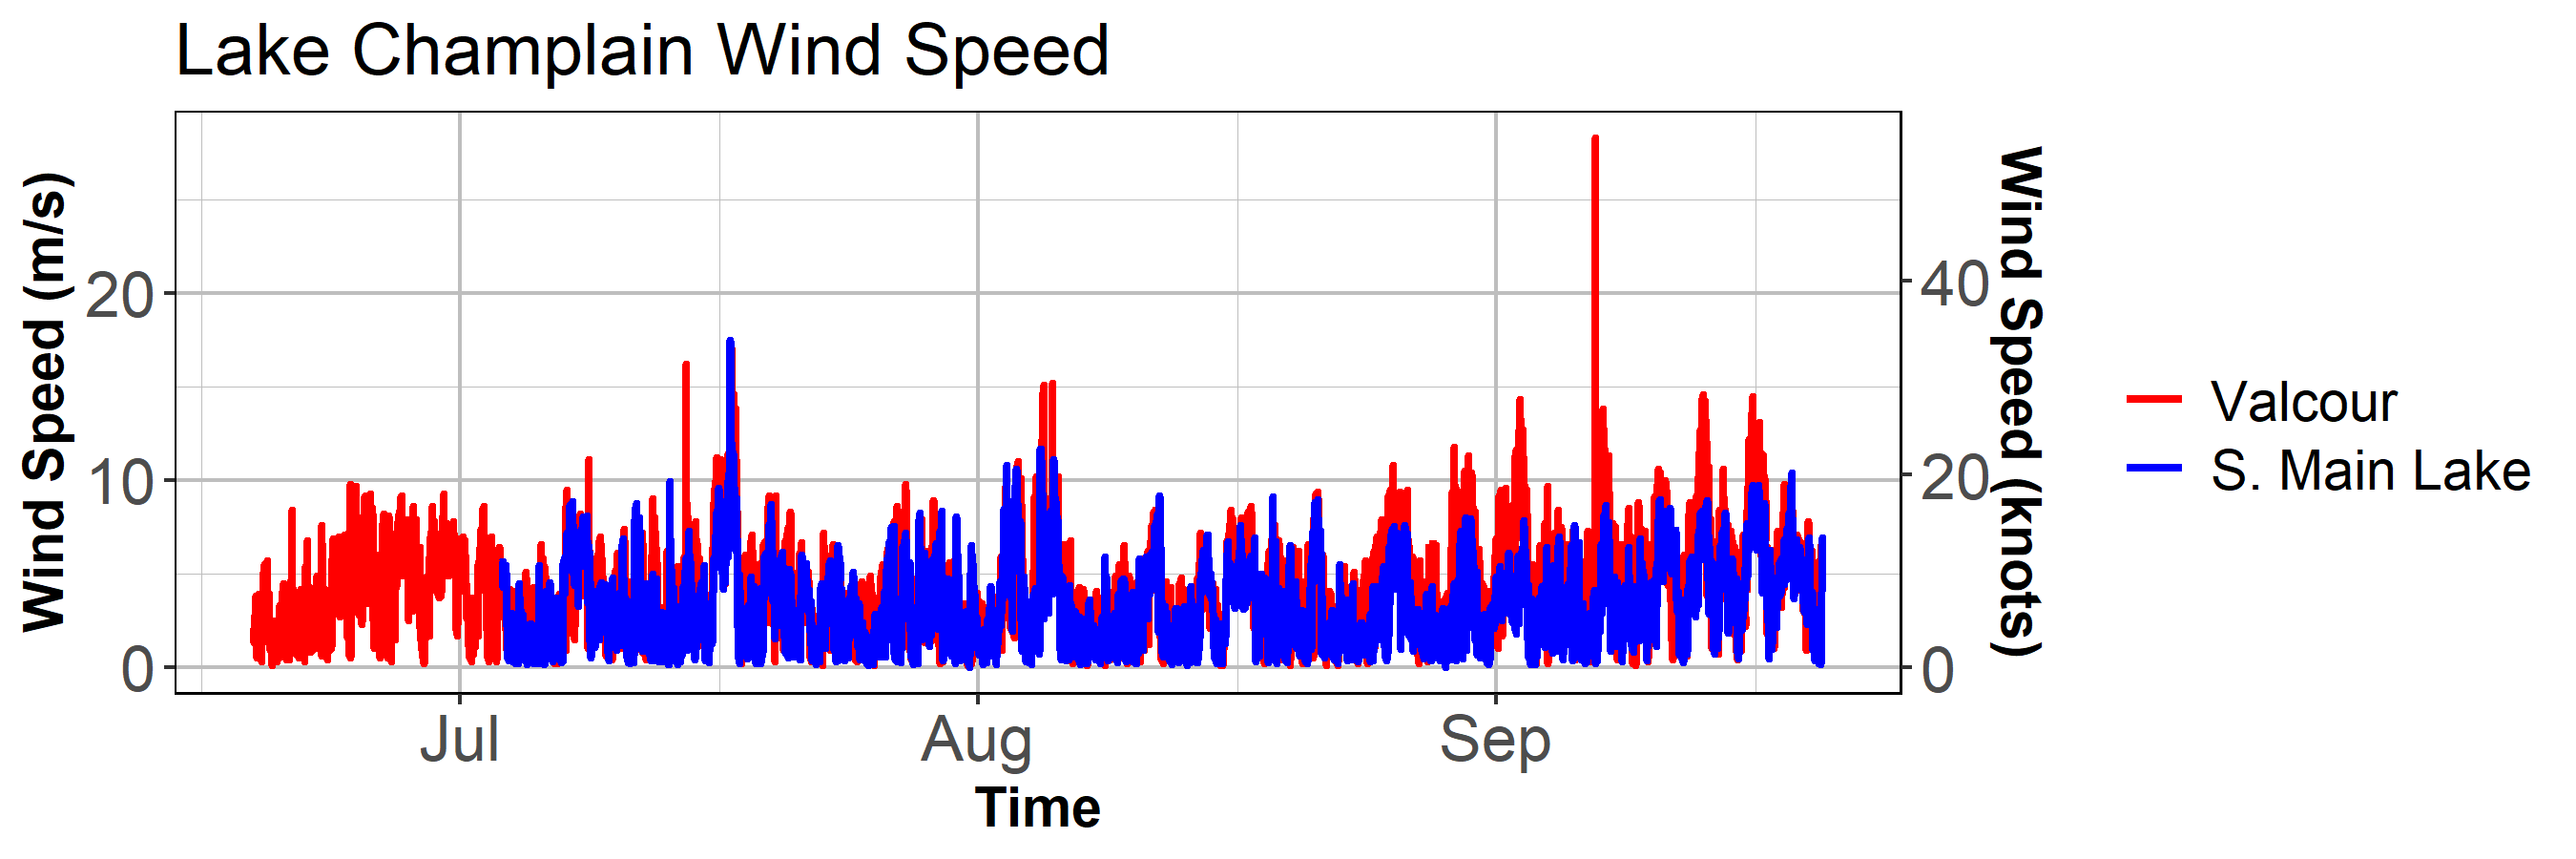 Lake Champlain Wind Speed
Wind Speed (m/s)
20
10
0
40
20
0
Wind Speed (knots)
Jul
Aug
Sep
Time
Valcour
S. Main Lake